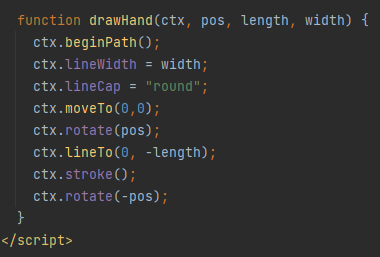 function drawHand(ctx, pos, length, width) {
ctx.beginPath();
ctx.lineWidth = width;
ctx.lineCap = "round";
ctx.moveTo(0,0);
ctx.rotate(pos);
ctx.lineTo(0, -length);
ctx.stroke();
ctx.rotate(-pos);
}
</script>